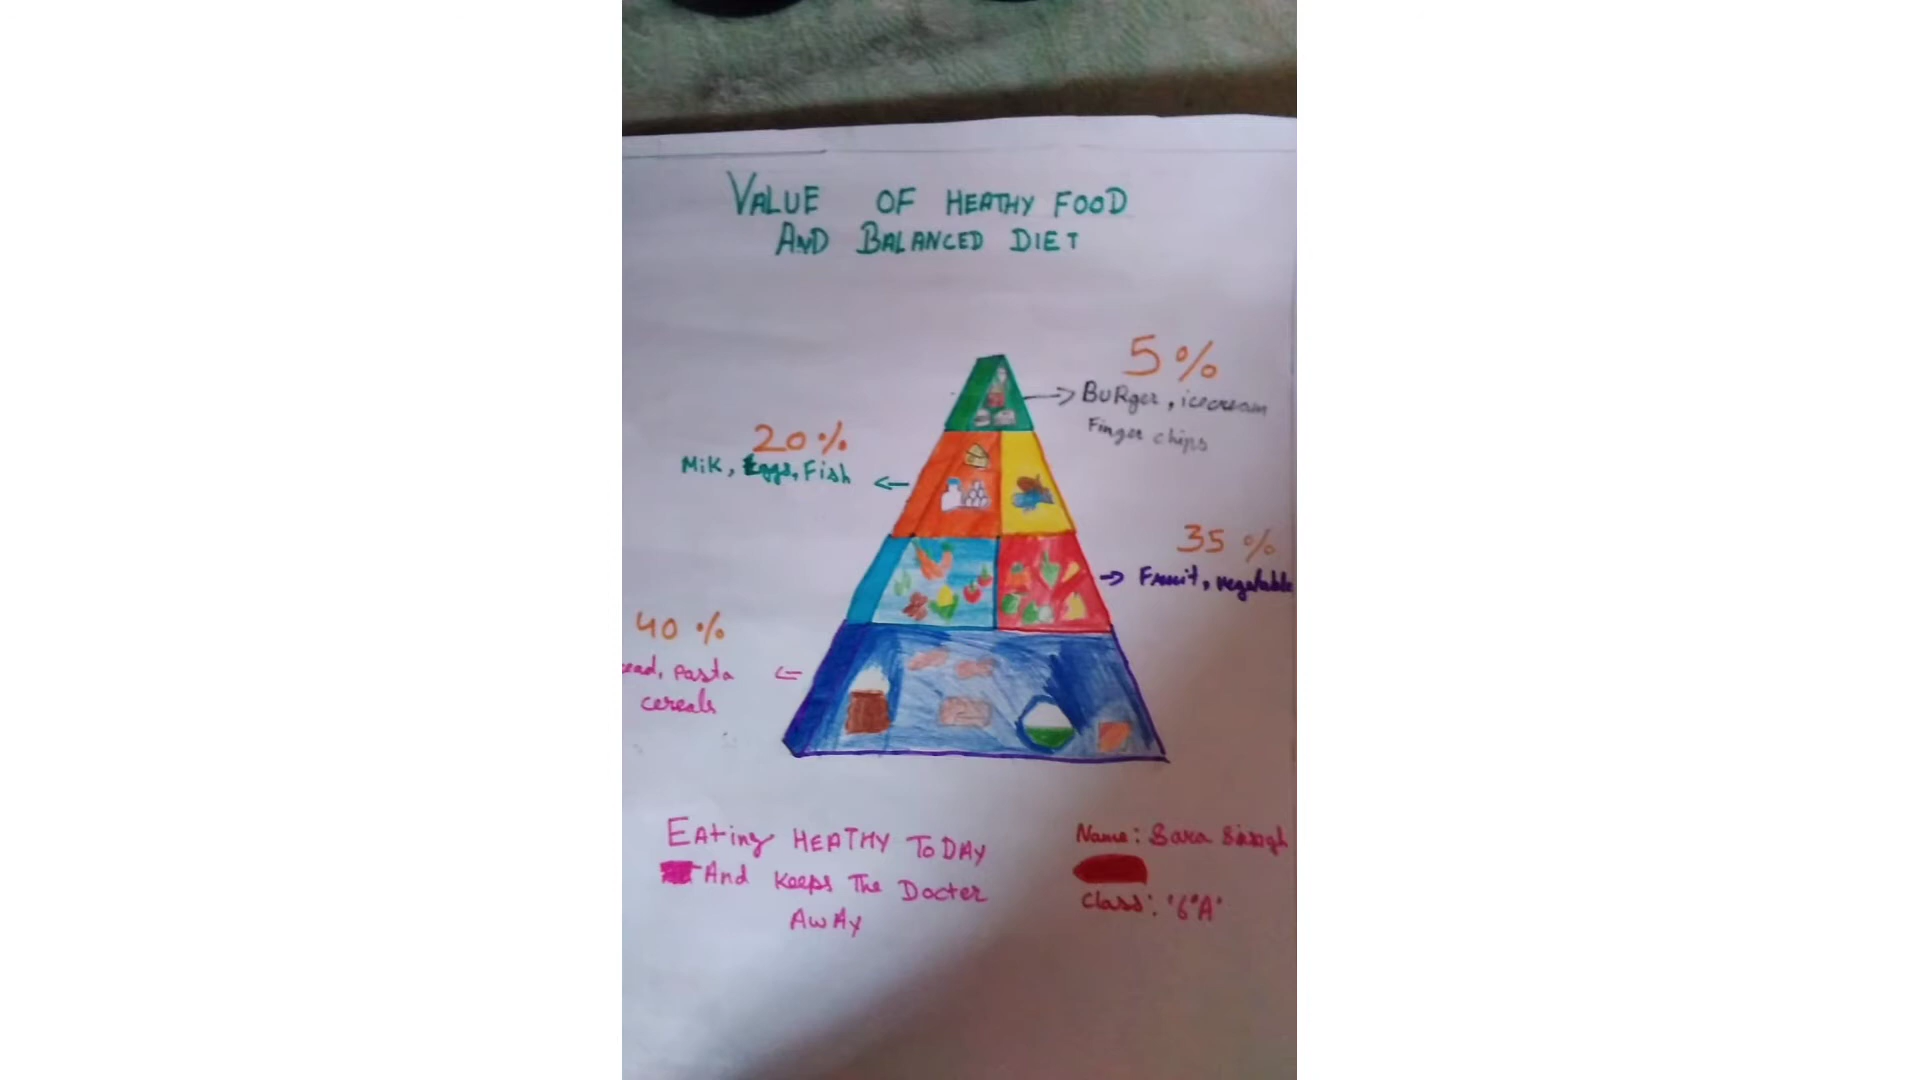 VALUE OF HEATHY FOOD
AND BALANCED DIET
5%
BURger, icecream
Finger chips
20%
MiK, Eggs, Fish
35 %
Fruit, vegetable
40 %
ead, Pasta
cereals
EAting HEATHY TODAY
And Keeps The Docter
AWAY
Name: Sara Sinsgh
Class: '6'A'